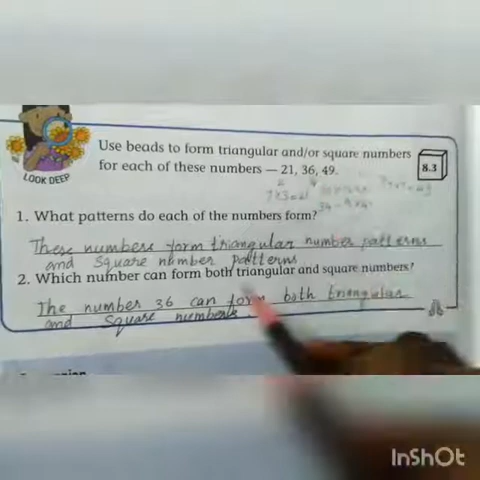 Use beads to form triangular and/or square numbers
for each of these numbers — 21, 36, 49.
8.3
LOOK DEEP
1. What patterns do each of the numbers form?
These numbers form triangular number patterns
and square number patterns
2. Which number can form both triangular and square numbers?
The number 36 can form both triangular
and square numbers.
InShOt